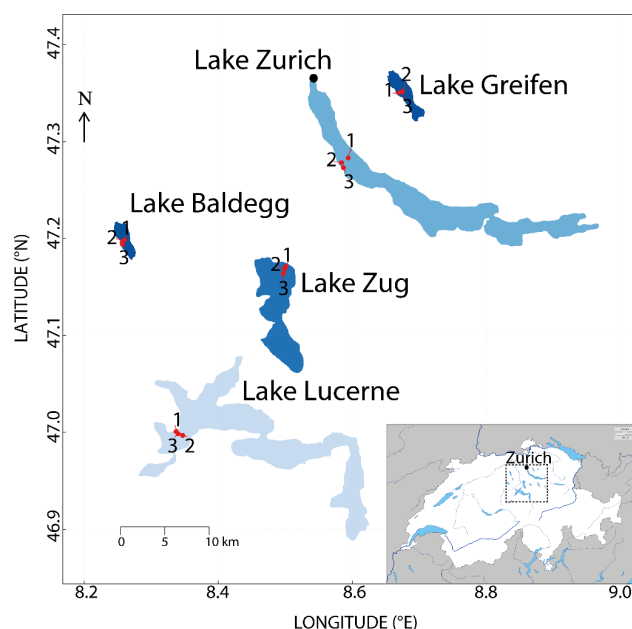 47.4
Lake Zurich
2
Lake Greifen
1
3
N
47.3
1
2
3
Lake Baldegg
1
2
3
47.2
2
1
Lake Zug
3
LATITUDE (°N)
47.1
Lake Lucerne
1
3
2
47.0
Zurich
46.9
0
5
10 km
8.2
8.4
8.6
8.8
9.0
LONGITUDE (°E)